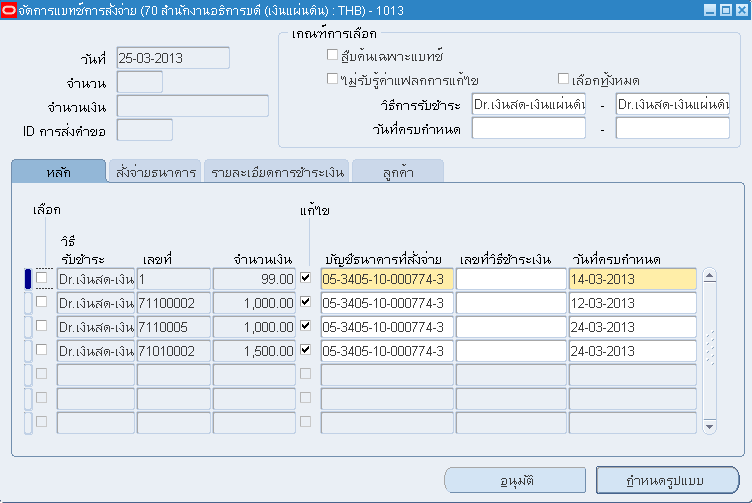 จัดการแบทช์การสั่งจ่าย (70 สำนักงานอธิการบดี (เงินแผ่นดิน) : THB) - 1013
เกณฑ์การเลือก
วันที่ 25-03-2013
สืบค้นเฉพาะแบทช์
จำนวน
ไม่รับรู้ค่าแฟลกการแก้ไข เลือกทั้งหมด
จำนวนเงิน
วิธีการรับชำระ Dr.เงินสด-เงินแผ่นดิน - Dr.เงินสด-เงินแผ่นดิน
ID การส่งคำขอ
วันที่ครบกำหนด -
หลัก สั่งจ่ายธนาคาร รายละเอียดการชำระเงิน ลูกค้า
เลือก แก้ไข
วิธี
รับชำระ เลขที่ จำนวนเงิน บัญชีธนาคารที่สั่งจ่าย เลขที่วิธีชำระเงิน วันที่ครบกำหนด
Dr.เงินสด-เงิน 1 99.00 05-3405-10-000774-3 14-03-2013
Dr.เงินสด-เงิน 71100002 1,000.00 05-3405-10-000774-3 12-03-2013
Dr.เงินสด-เงิน 7110005 1,000.00 05-3405-10-000774-3 24-03-2013
Dr.เงินสด-เงิน 71010002 1,500.00 05-3405-10-000774-3 24-03-2013
อนุมัติ กำหนดรูปแบบ